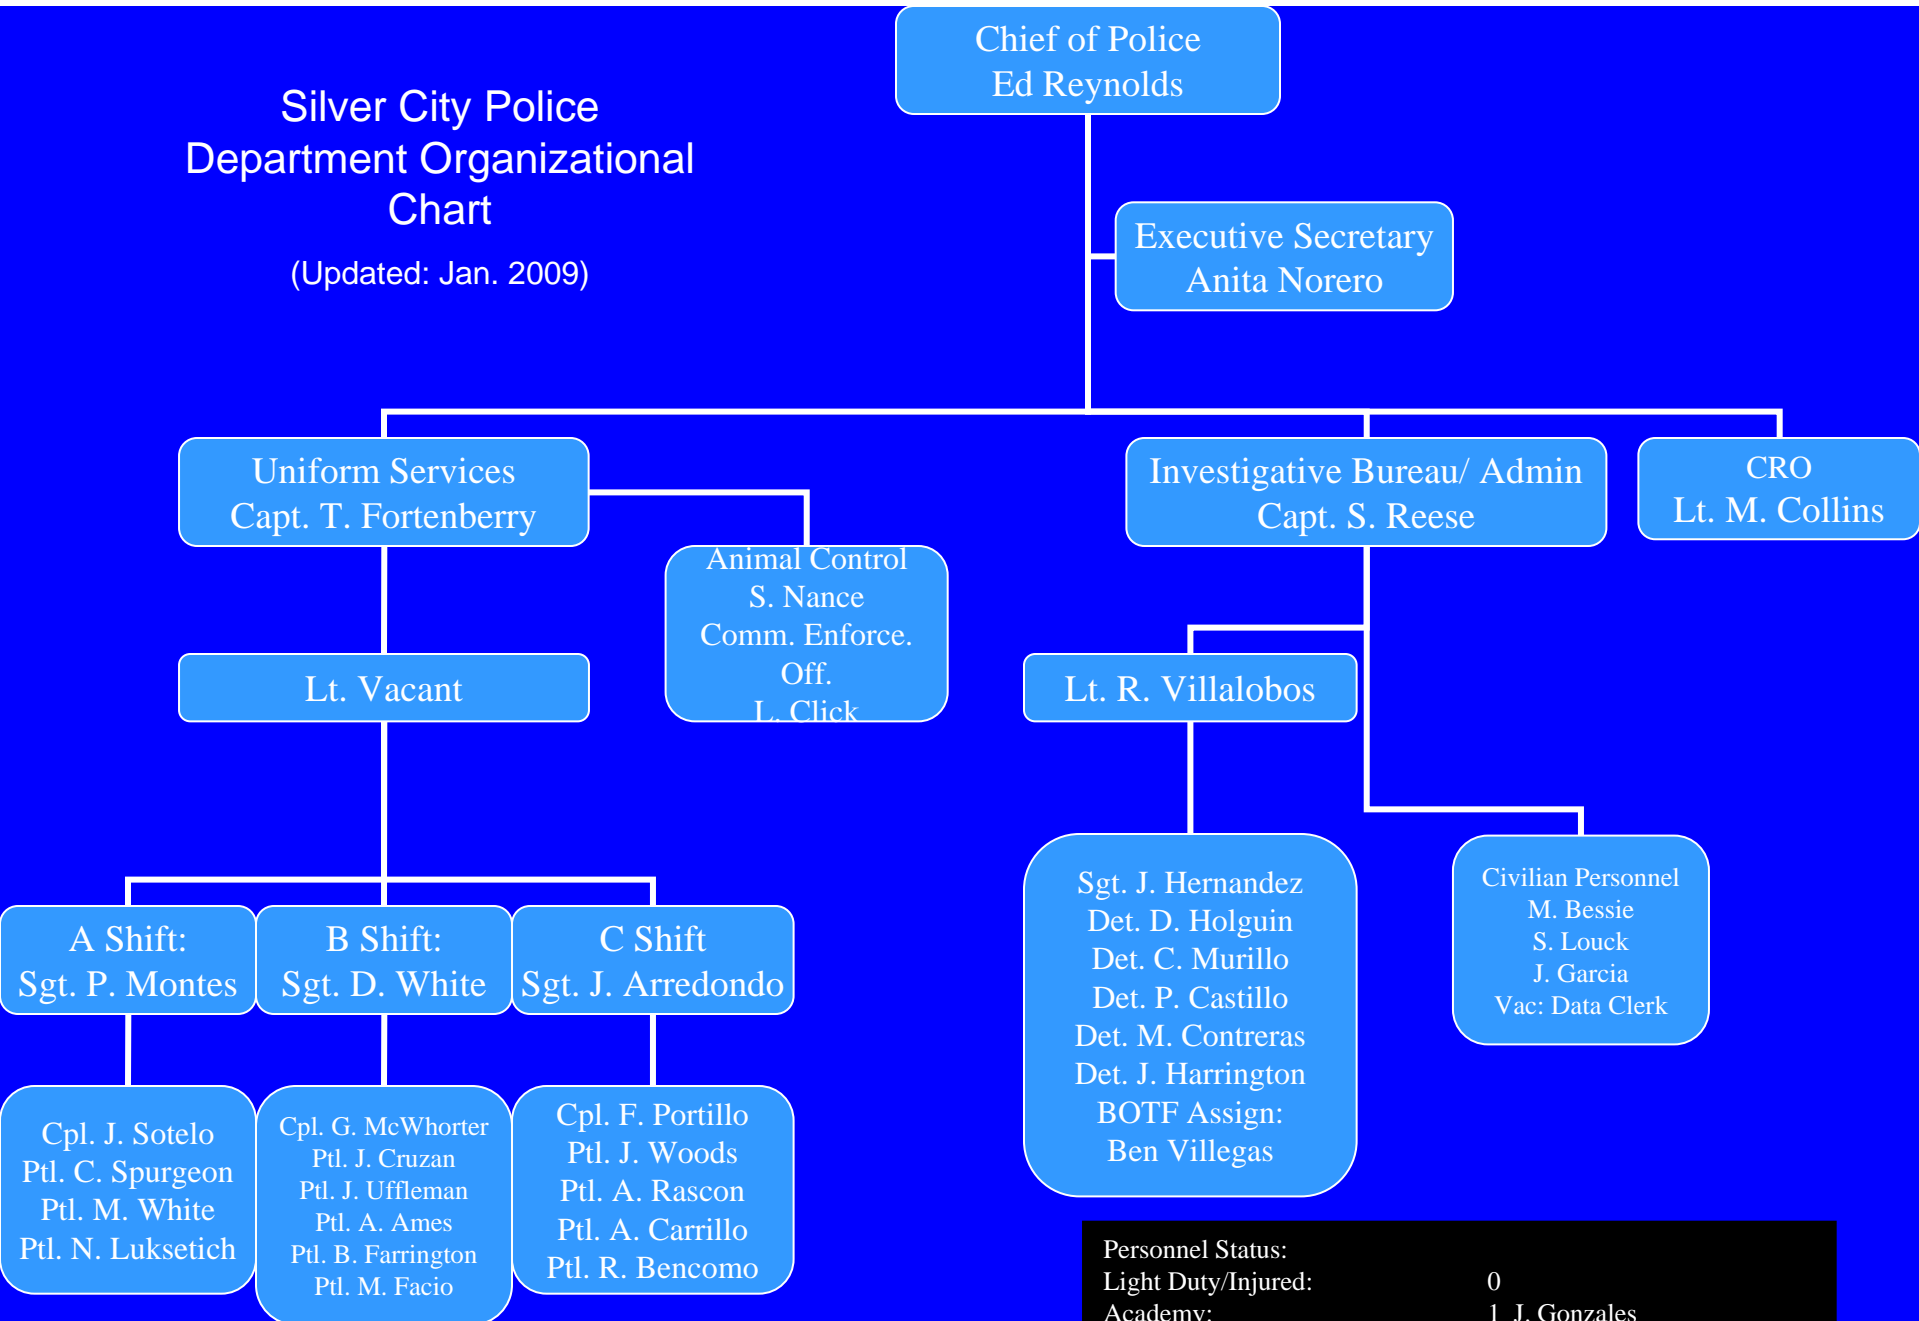 Chief of Police
Ed Reynolds
Silver City Police
Department Organizational
Chart
(Updated: Jan. 2009)
Executive Secretary
Anita Norero
Uniform Services
Capt. T. Fortenberry
Investigative Bureau/ Admin
Capt. S. Reese
CRO
Lt. M. Collins
Animal Control
S. Nance
Comm. Enforce.
Off.
L. Click
Lt. Vacant
Lt. R. Villalobos
Sgt. J. Hernandez
Det. D. Holguin
Det. C. Murillo
Det. P. Castillo
Det. M. Contreras
Det. J. Harrington
BOTF Assign:
Ben Villegas
Civilian Personnel
M. Bessie
S. Louck
J. Garcia
Vac: Data Clerk
A Shift:
Sgt. P. Montes
B Shift:
Sgt. D. White
C Shift
Sgt. J. Arredondo
Cpl. J. Sotelo
Ptl. C. Spurgeon
Ptl. M. White
Ptl. N. Luksetich
Cpl. G. McWhorter
Ptl. J. Cruzan
Ptl. J. Uffleman
Ptl. A. Ames
Ptl. B. Farrington
Ptl. M. Facio
Cpl. F. Portillo
Ptl. J. Woods
Ptl. A. Rascon
Ptl. A. Carrillo
Ptl. R. Bencomo
Personnel Status:
Light Duty/Injured: 0
Academy: 1 J. Gonzales